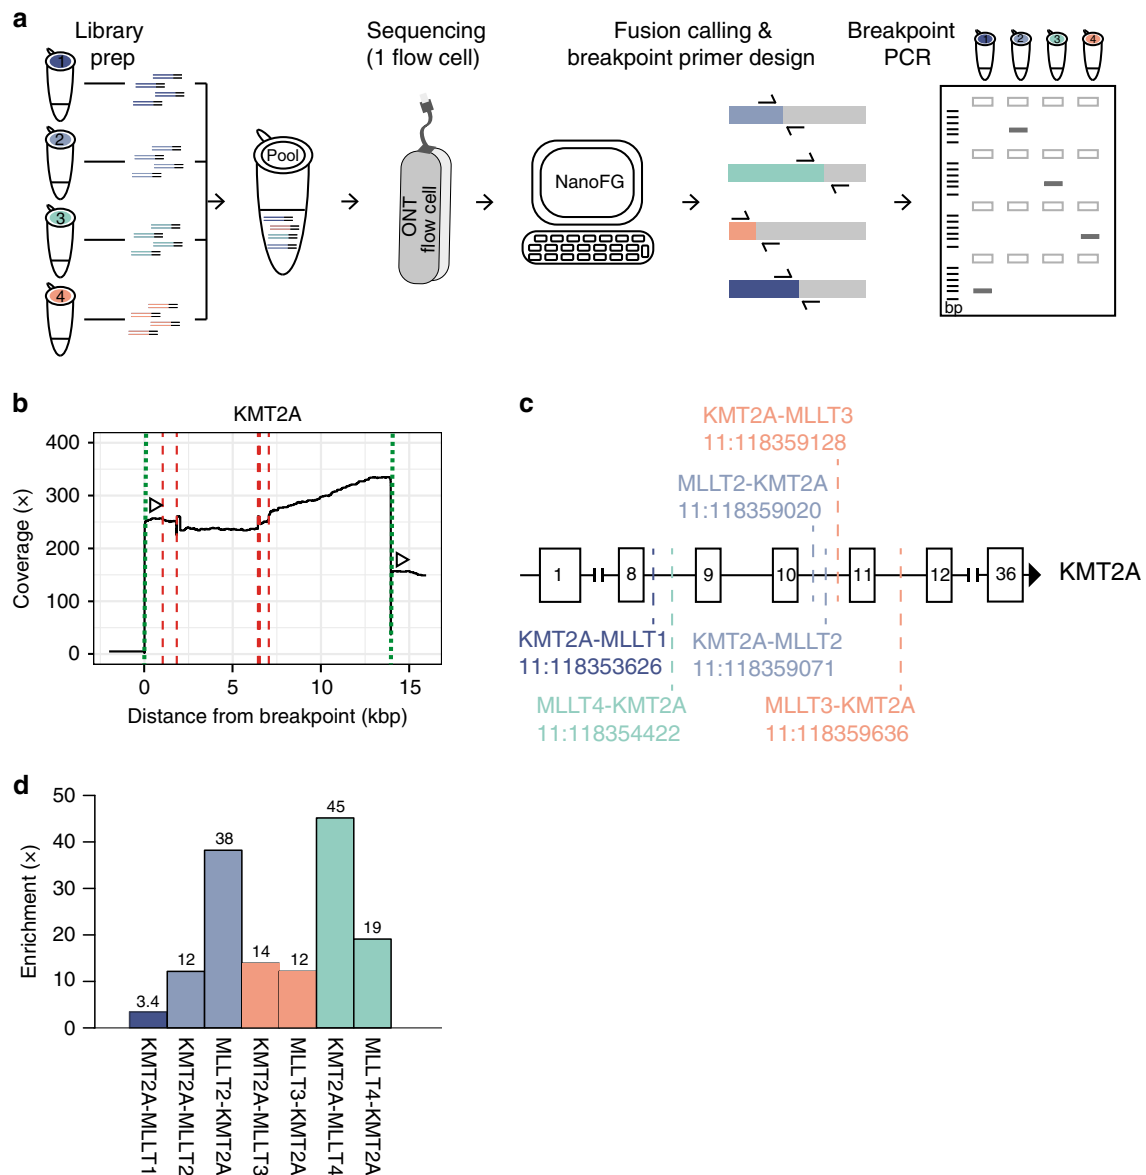 a
Library
prep
Sequencing
(1 flow cell)
Fusion calling &
breakpoint primer design
Breakpoint
PCR
1
2
3
4
1
2
3
4
Pool
ONT
flow cell
NanoFG
bp
b
KMT2A
Coverage (×)
400
300
200
100
0
0
5
10
15
Distance from breakpoint (kbp)
c
KMT2A-MLLT3
11:118359128
MLLT2-KMT2A
11:118359020
1
8
9
10
11
12
36
KMT2A
KMT2A-MLLT1
11:118353626
KMT2A-MLLT2
11:118359071
MLLT4-KMT2A
11:118354422
MLLT3-KMT2A
11:118359636
d
Enrichment (×)
50
40
30
20
10
0
3.4
12
38
14
12
45
19
KMT2A-MLLT1
KMT2A-MLLT2
MLLT2-KMT2A
KMT2A-MLLT3
MLLT3-KMT2A
KMT2A-MLLT4
MLLT4-KMT2A